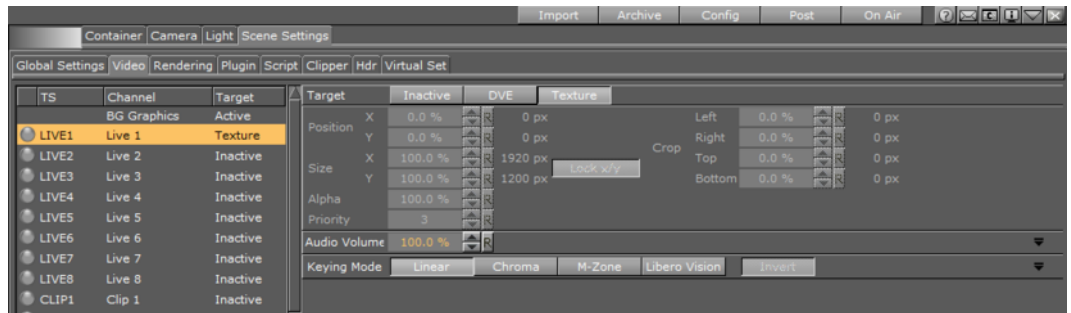 Import Archive Config Post On Air
Container Camera Light Scene Settings
Global Settings Video Rendering Plugin Script Clipper Hdr Virtual Set
TS Channel Target
BG Graphics Active
LIVE1 Live 1 Texture
LIVE2 Live 2 Inactive
LIVE3 Live 3 Inactive
LIVE4 Live 4 Inactive
LIVE5 Live 5 Inactive
LIVE6 Live 6 Inactive
LIVE7 Live 7 Inactive
LIVE8 Live 8 Inactive
CLIP1 Clip 1 Inactive
Target Inactive DVE Texture
Position X 0.0 % R 0 px
Y 0.0 % R 0 px
Size X 100.0 % R 1920 px Lock x/y
Y 100.0 % R 1200 px
Alpha 100.0 % R
Priority 3 R
Crop Left 0.0 % R 0 px
Right 0.0 % R 0 px
Top 0.0 % R 0 px
Bottom 0.0 % R 0 px
Audio Volume 100.0 % R
Keying Mode Linear Chroma M-Zone Libero Vision Invert